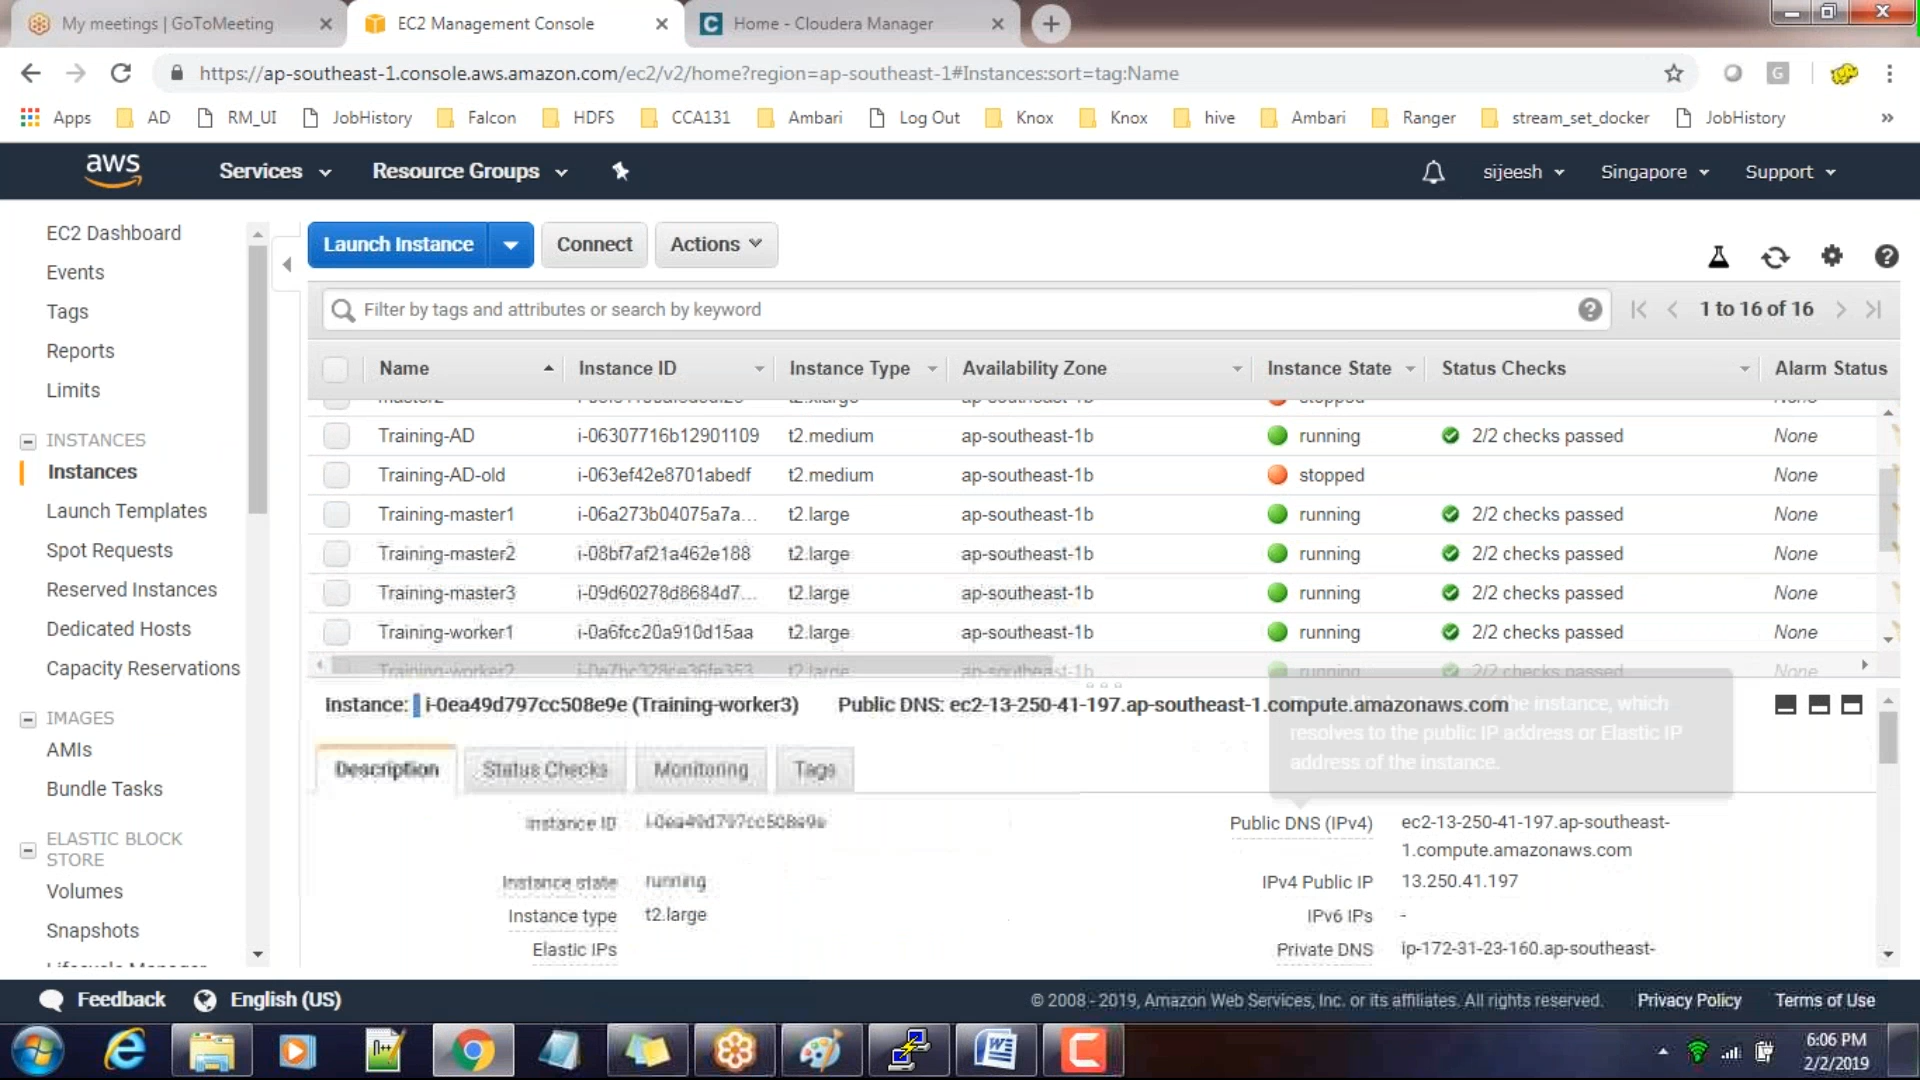 My meetings | GoToMeeting
EC2 Management Console
Home - Cloudera Manager
https://ap-southeast-1.console.aws.amazon.com/ec2/v2/home?region=ap-southeast-1#Instances:sort=tag:Name
Apps AD RM_UI JobHistory Falcon HDFS CCA131 Ambari Log Out Knox Knox hive Ambari Ranger stream_set_docker JobHistory »
aws Services Resource Groups sijeesh Singapore Support
EC2 Dashboard
Events
Tags
Reports
Limits
INSTANCES
Instances
Launch Templates
Spot Requests
Reserved Instances
Dedicated Hosts
Capacity Reservations
IMAGES
AMIs
Bundle Tasks
ELASTIC BLOCK
STORE
Volumes
Snapshots
Lifecycle Manager
Launch Instance Connect Actions
Filter by tags and attributes or search by keyword
1 to 16 of 16
Name Instance ID Instance Type Availability Zone Instance State Status Checks Alarm Status
Training-AD i-06307716b12901109 t2.medium ap-southeast-1b running 2/2 checks passed None
Training-AD-old i-063ef42e8701abedf t2.medium ap-southeast-1b stopped None
Training-master1 i-06a273b04075a7a... t2.large ap-southeast-1b running 2/2 checks passed None
Training-master2 i-08bf7af21a462e188 t2.large ap-southeast-1b running 2/2 checks passed None
Training-master3 i-09d60278d8684d7... t2.large ap-southeast-1b running 2/2 checks passed None
Training-worker1 i-0a6fcc20a910d15aa t2.large ap-southeast-1b running 2/2 checks passed None
Training-worker2 i-0e7bc328ce36fe353 t2.large ap-southeast-1b running 2/2 checks passed
Instance: i-0ea49d797cc508e9e (Training-worker3) Public DNS: ec2-13-250-41-197.ap-southeast-1.compute.amazonaws.com
the instance, which
resolves to the public IP address or Elastic IP
address of the instance.
Description Status Checks Monitoring Tags
Instance ID i-0ea49d797cc508e9e
Instance state running
Instance type t2.large
Elastic IPs
Public DNS (IPv4) ec2-13-250-41-197.ap-southeast-
1.compute.amazonaws.com
IPv4 Public IP 13.250.41.197
IPv6 IPs -
Private DNS ip-172-31-23-160.ap-southeast-
Feedback English (US)
© 2008 - 2019, Amazon Web Services, Inc. or its affiliates. All rights reserved. Privacy Policy Terms of Use
6:06 PM
2/2/2019